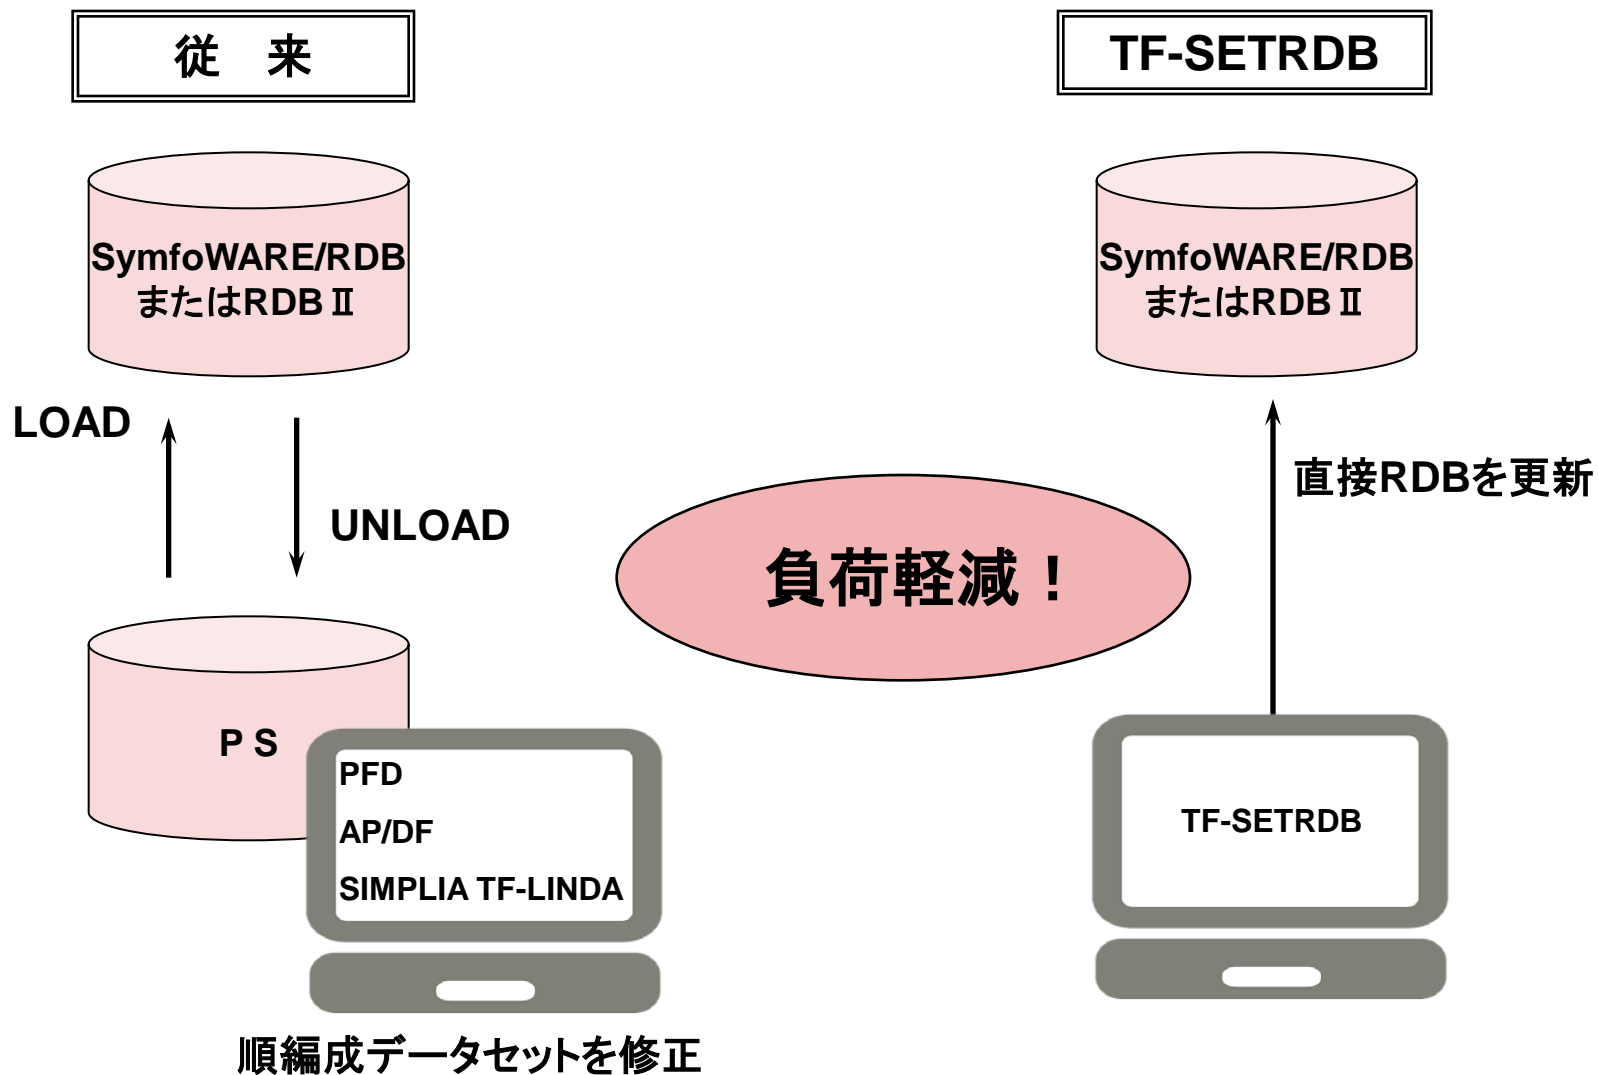 従　来
SymfoWARE/RDB
またはRDBⅡ
LOAD
UNLOAD
P S
PFD
AP/DF
SIMPLIA TF-LINDA
順編成データセットを修正
負荷軽減！
TF-SETRDB
SymfoWARE/RDB
またはRDBⅡ
直接RDBを更新
TF-SETRDB